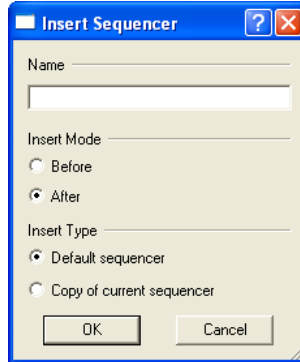 Insert Sequencer
Name
Insert Mode
Before
After
Insert Type
Default sequencer
Copy of current sequencer
OK Cancel